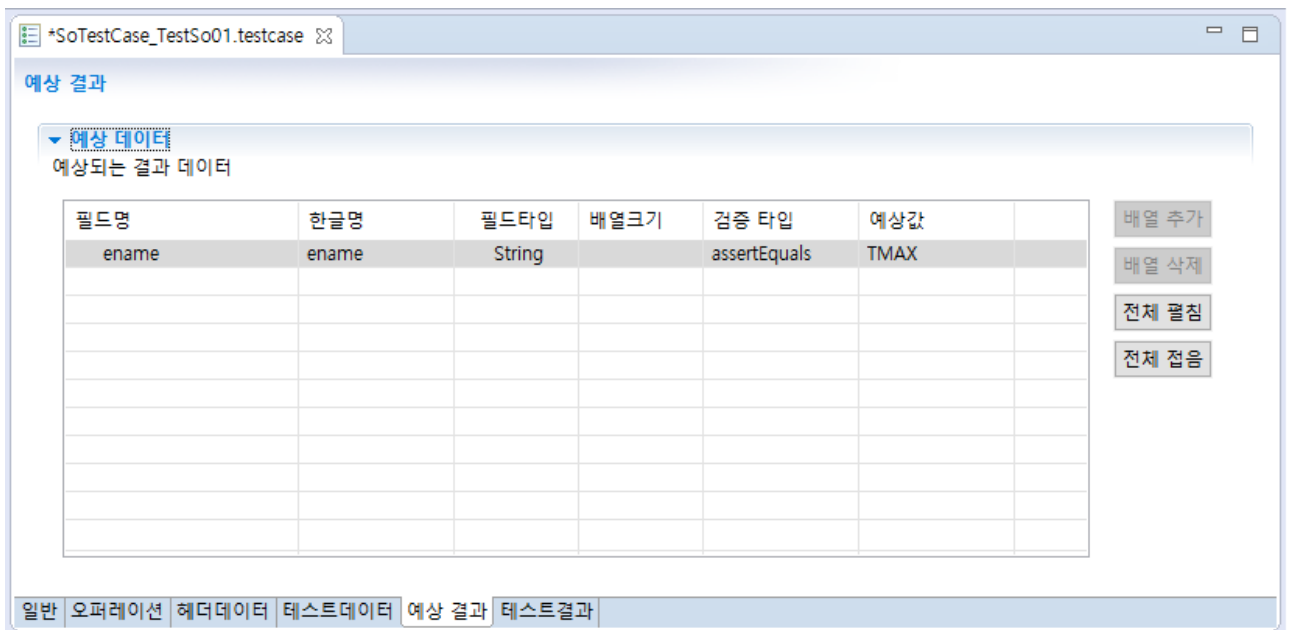 *SoTestCase_TestSo01.testcase
예상 결과
예상 데이터
예상되는 결과 데이터
필드명 한글명 필드타입 배열크기 검증 타입 예상값
ename ename String assertEquals TMAX
배열 추가
배열 삭제
전체 펼침
전체 접음
일반 오퍼레이션 헤더데이터 테스트데이터 예상 결과 테스트결과